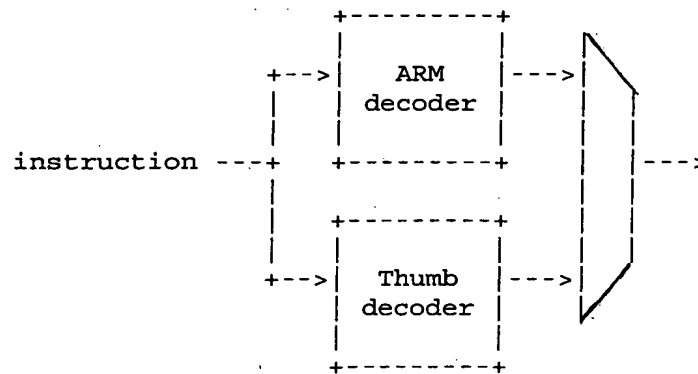 ARM
decoder
instruction
Thumb
decoder